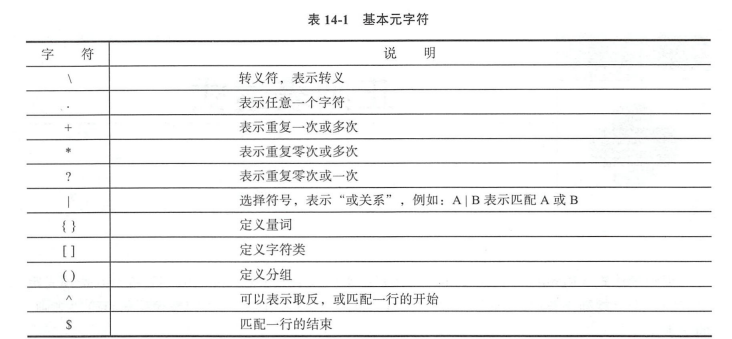 表 14-1 基本元字符
字 符 说 明
\ 转义符，表示转义
. 表示任意一个字符
+ 表示重复一次或多次
* 表示重复零次或多次
? 表示重复零次或一次
| 选择符号，表示“或关系”，例如：A | B 表示匹配 A 或 B
{ } 定义量词
[ ] 定义字符类
( ) 定义分组
^ 可以表示取反，或匹配一行的开始
$ 匹配一行的结束